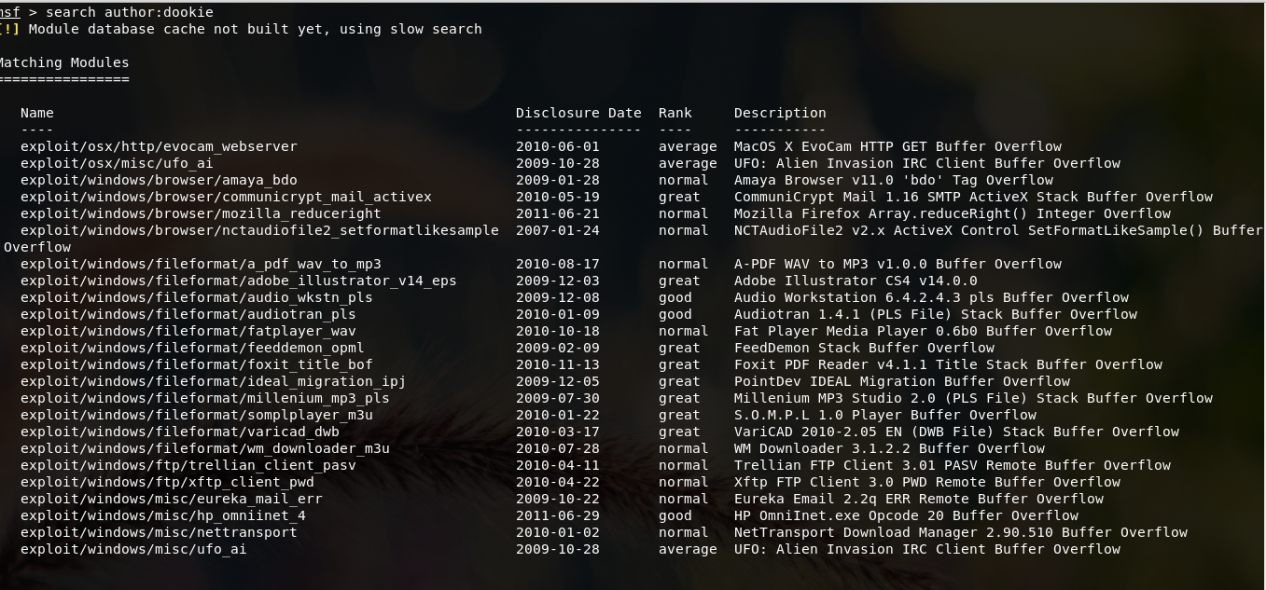 msf > search author:dookie
[!] Module database cache not built yet, using slow search
Matching Modules
================
Name Disclosure Date Rank Description
---- --------------- ---- -----------
exploit/osx/http/evocam_webserver 2010-06-01 average MacOS X EvoCam HTTP GET Buffer Overflow
exploit/osx/misc/ufo_ai 2009-10-28 average UFO: Alien Invasion IRC Client Buffer Overflow
exploit/windows/browser/amaya_bdo 2009-01-28 normal Amaya Browser v11.0 'bdo' Tag Overflow
exploit/windows/browser/communicrypt_mail_activex 2010-05-19 great CommuniCrypt Mail 1.16 SMTP ActiveX Stack Buffer Overflow
exploit/windows/browser/mozilla_reduceright 2011-06-21 normal Mozilla Firefox Array.reduceRight() Integer Overflow
exploit/windows/browser/nctaudiofile2_setformatlikesample 2007-01-24 normal NCTAudioFile2 v2.x ActiveX Control SetFormatLikeSample() Buffer
Overflow
exploit/windows/fileformat/a_pdf_wav_to_mp3 2010-08-17 normal A-PDF WAV to MP3 v1.0.0 Buffer Overflow
exploit/windows/fileformat/adobe_illustrator_v14_eps 2009-12-03 great Adobe Illustrator CS4 v14.0.0
exploit/windows/fileformat/audio_wkstn_pls 2009-12-08 good Audio Workstation 6.4.2.4.3 pls Buffer Overflow
exploit/windows/fileformat/audiotran_pls 2010-01-09 good Audiotran 1.4.1 (PLS File) Stack Buffer Overflow
exploit/windows/fileformat/fatplayer_wav 2010-10-18 normal Fat Player Media Player 0.6b0 Buffer Overflow
exploit/windows/fileformat/feeddemon_opml 2009-02-09 great FeedDemon Stack Buffer Overflow
exploit/windows/fileformat/foxit_title_bof 2010-11-13 great Foxit PDF Reader v4.1.1 Title Stack Buffer Overflow
exploit/windows/fileformat/ideal_migration_ipj 2009-12-05 great PointDev IDEAL Migration Buffer Overflow
exploit/windows/fileformat/millenium_mp3_pls 2009-07-30 great Millenium MP3 Studio 2.0 (PLS File) Stack Buffer Overflow
exploit/windows/fileformat/somplplayer_m3u 2010-01-22 great S.O.M.P.L 1.0 Player Buffer Overflow
exploit/windows/fileformat/varicad_dwb 2010-03-17 great VariCAD 2010-2.05 EN (DWB File) Stack Buffer Overflow
exploit/windows/fileformat/wm_downloader_m3u 2010-07-28 normal WM Downloader 3.1.2.2 Buffer Overflow
exploit/windows/ftp/trellian_client_pasv 2010-04-11 normal Trellian FTP Client 3.01 PASV Remote Buffer Overflow
exploit/windows/ftp/xftp_client_pwd 2010-04-22 normal Xftp FTP Client 3.0 PWD Remote Buffer Overflow
exploit/windows/misc/eureka_mail_err 2009-10-22 normal Eureka Email 2.2q ERR Remote Buffer Overflow
exploit/windows/misc/hp_omniinet_4 2011-06-29 good HP OmniInet.exe Opcode 20 Buffer Overflow
exploit/windows/misc/nettransport 2010-01-02 normal NetTransport Download Manager 2.90.510 Buffer Overflow
exploit/windows/misc/ufo_ai 2009-10-28 average UFO: Alien Invasion IRC Client Buffer Overflow